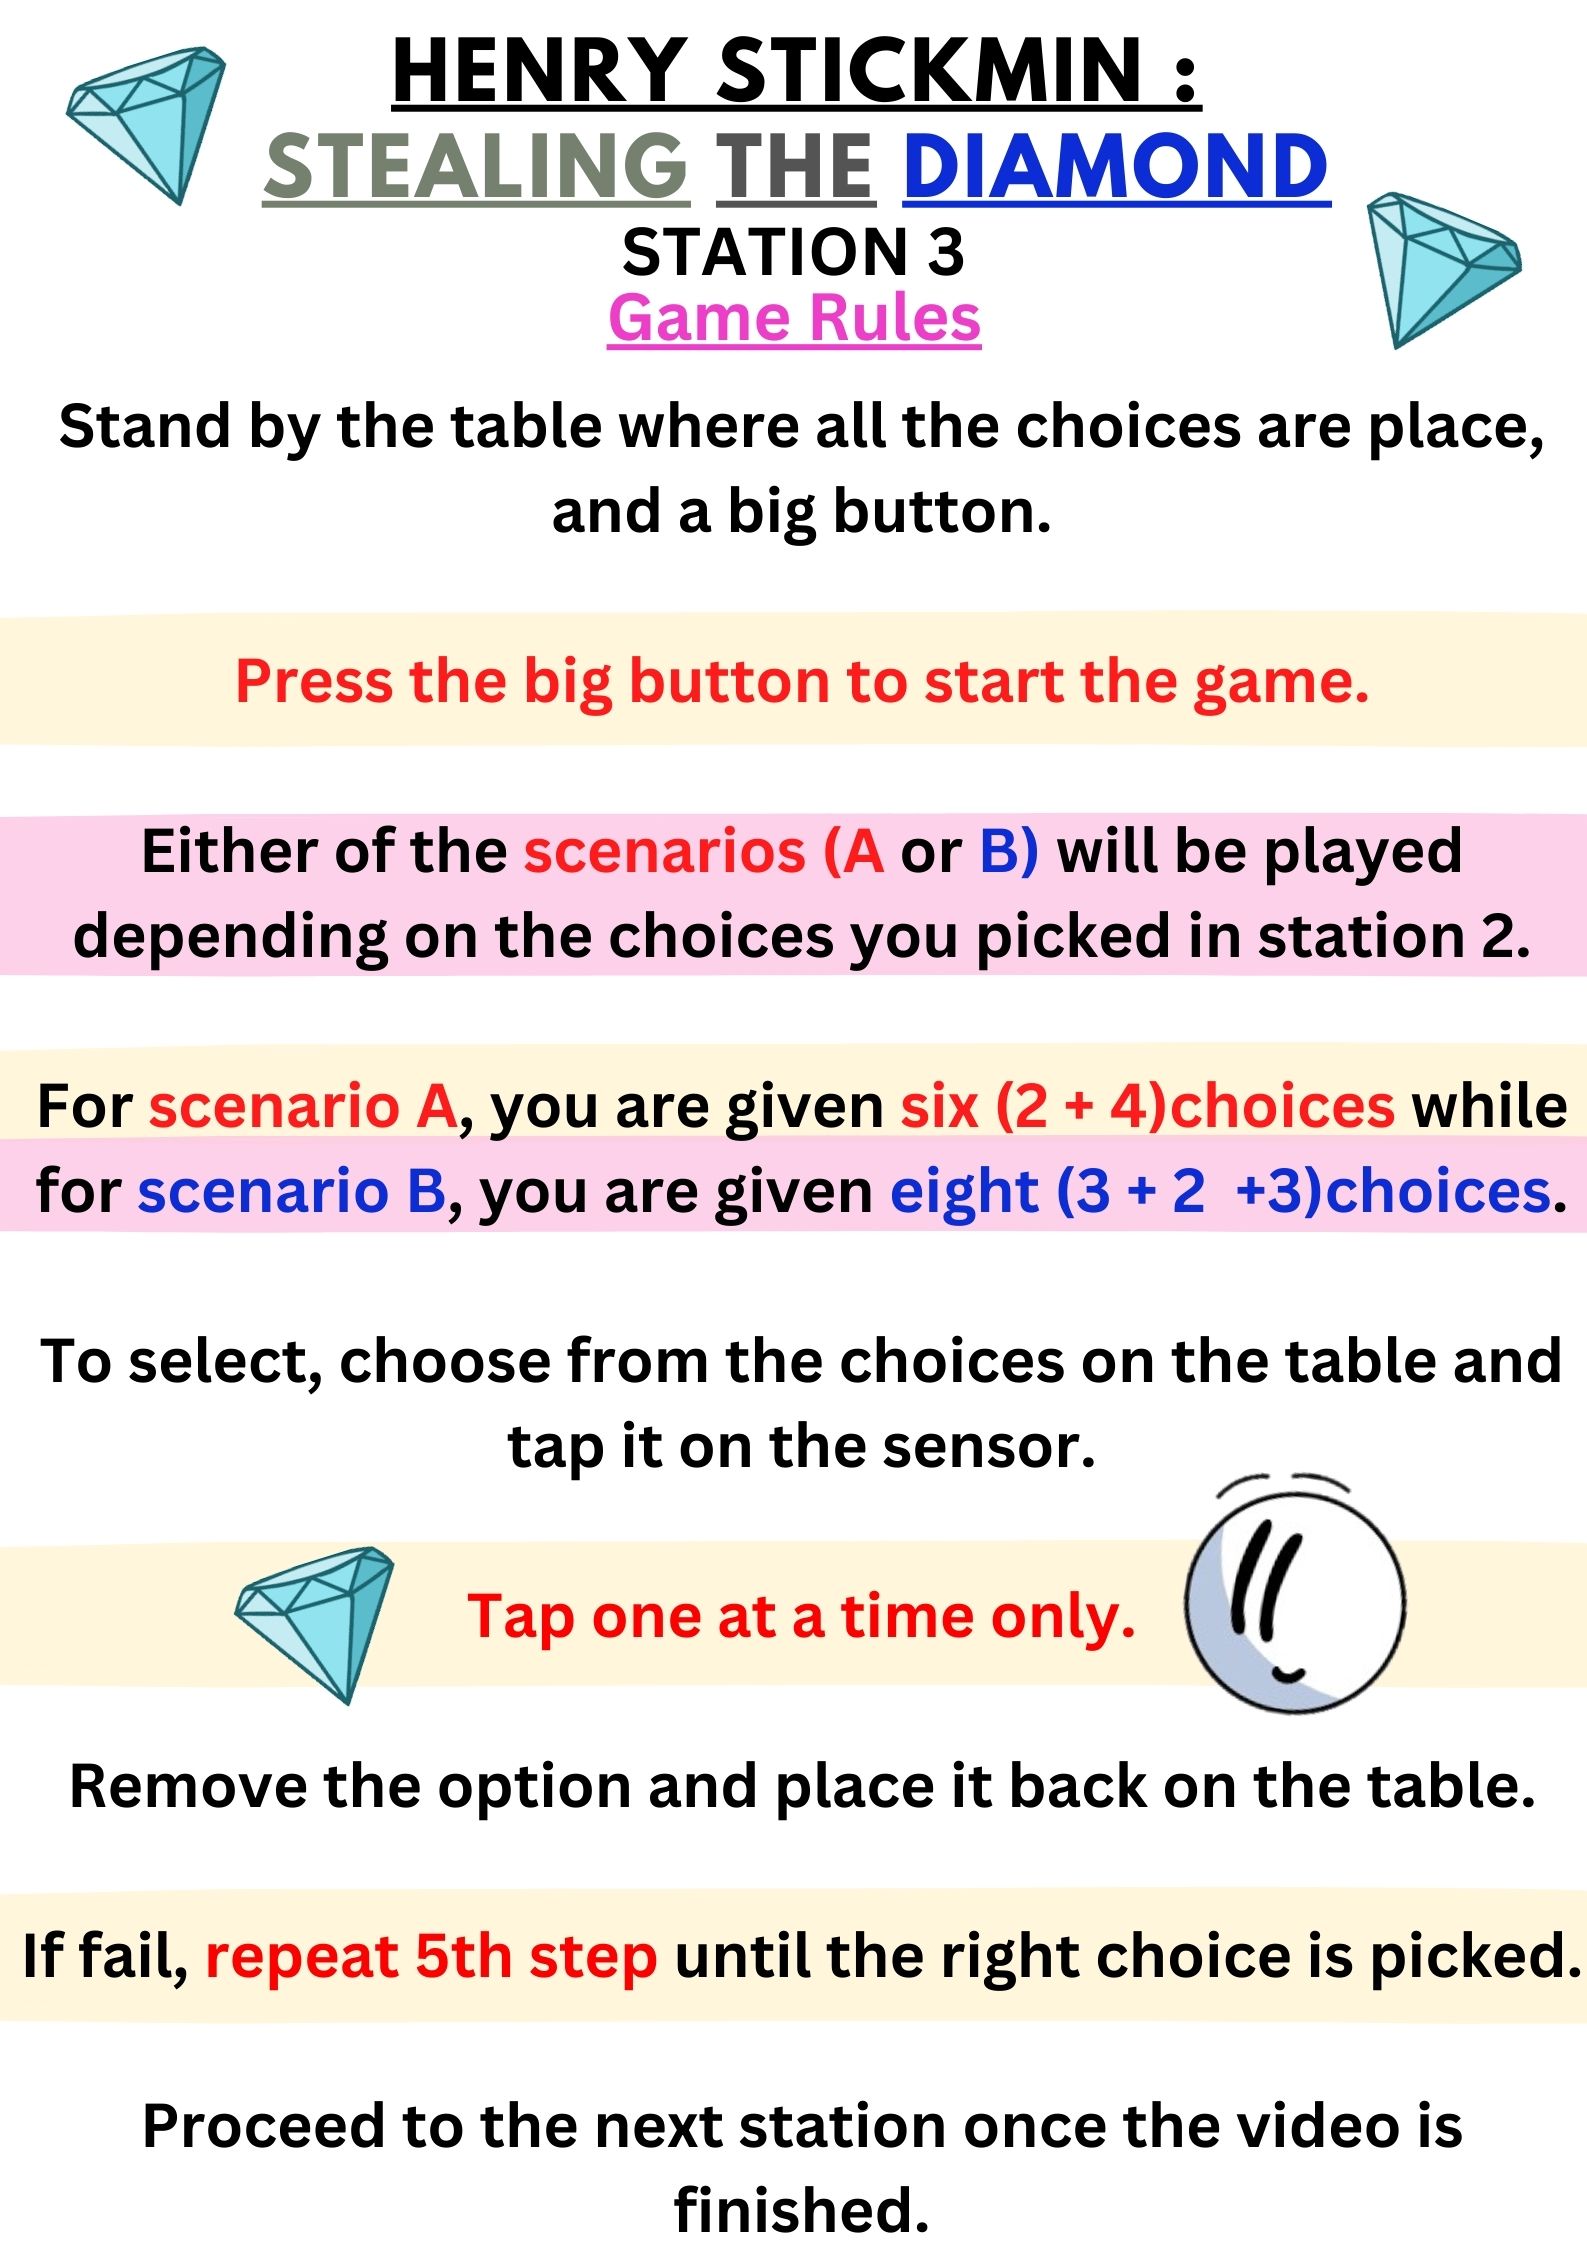 HENRY STICKMIN :
STEALING THE DIAMOND
STATION 3
Game Rules
Stand by the table where all the choices are place,
and a big button.
Press the big button to start the game.
Either of the scenarios (A or B) will be played
depending on the choices you picked in station 2.
For scenario A, you are given six (2 + 4)choices while
for scenario B, you are given eight (3 + 2  +3)choices.
To select, choose from the choices on the table and
tap it on the sensor.
Tap one at a time only.
Remove the option and place it back on the table.
If fail, repeat 5th step until the right choice is picked.
Proceed to the next station once the video is
finished.